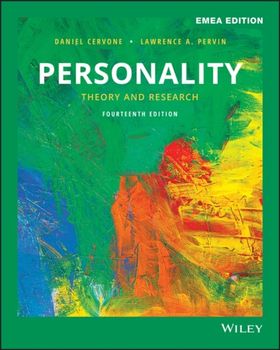 EMEA EDITION
DANIEL CERVONE | LAWRENCE A. PERVIN
PERSONALITY
THEORY AND RESEARCH
FOURTEENTH EDITION
WILEY